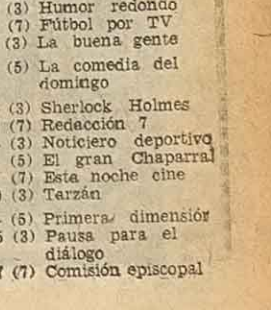 (3) Humor redondo
(7) Fútbol por TV
(3) La buena gente
(5) La comedia del
domingo
(3) Sherlock Holmes
(7) Redacción 7
(3) Noticiero deportivo
(5) El gran Chaparral
(7) Esta noche cine
(3) Tarzán
(5) Primera dimensión
(3) Pausa para el
diálogo
(7) Comisión episcopal